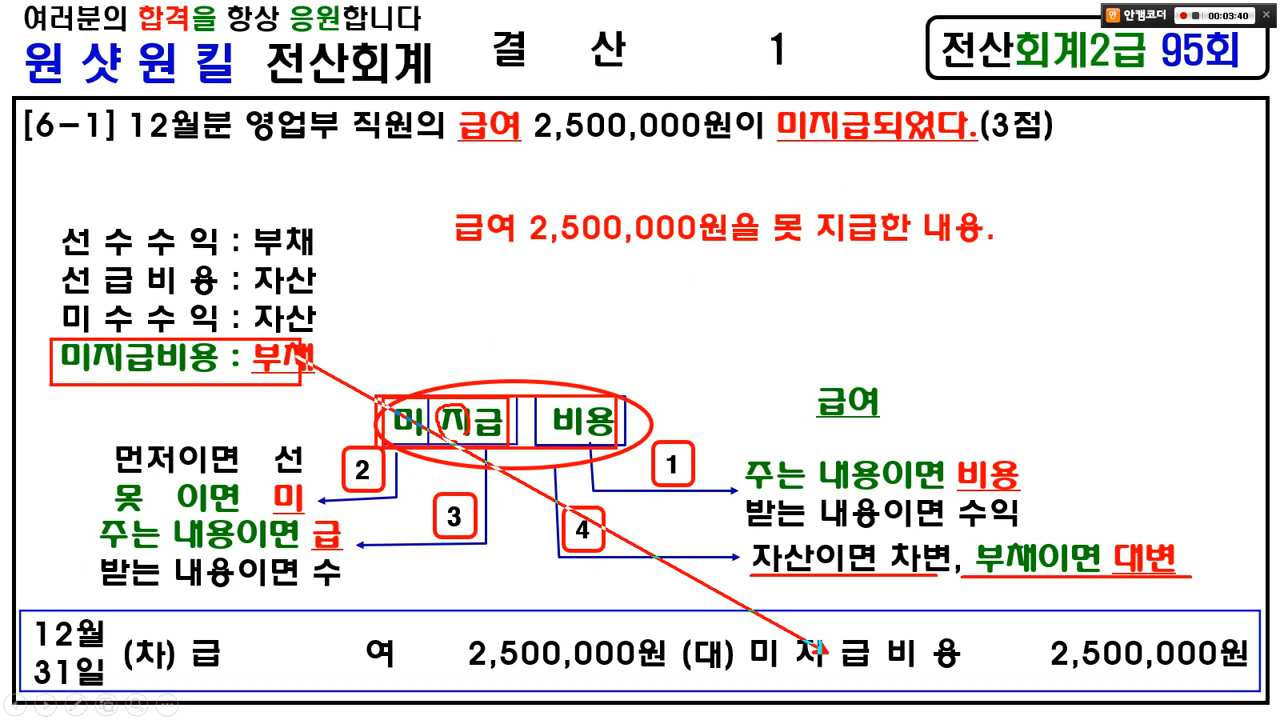 여러분의 합격을 항상 응원합니다
안캠코더 00:03:40
원 샷 원 킬 전산회계 결 산 1 전산회계2급 95회
[6-1] 12월분 영업부 직원의 급여 2,500,000원이 미지급되었다.(3점)
급여 2,500,000원을 못 지급한 내용.
선 수 수 익 : 부채
선 급 비 용 : 자산
미 수 수 익 : 자산
미지급비용 : 부채
미 지급 비용
급여
먼저이면 선
못 이면 미
주는 내용이면 급
받는 내용이면 수
2
3
4
1
주는 내용이면 비용
받는 내용이면 수익
자산이면 차변, 부채이면 대변
12월
31일
(차) 급 여 2,500,000원 (대) 미 지 급 비 용 2,500,000원